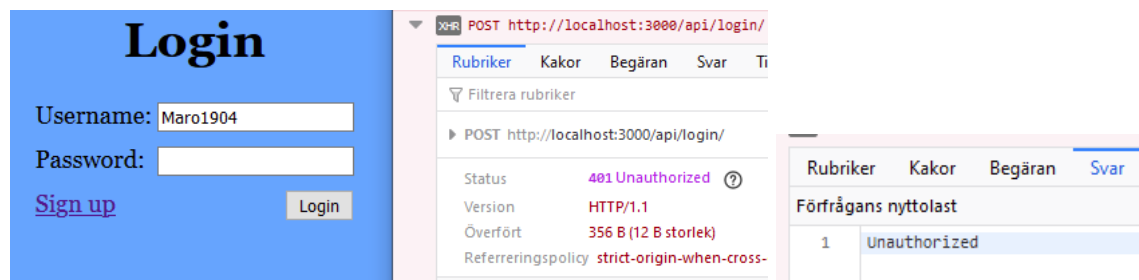 Login
Username: Maro1904
Password:
Sign up Login
XHR POST http://localhost:3000/api/login/
Rubriker Kakor Begäran Svar Ti
Filtrera rubriker
POST http://localhost:3000/api/login/
Status 401 Unauthorized ?
Version HTTP/1.1
Överfört 356 B (12 B storlek)
Referreringspolicy strict-origin-when-cross-
Rubriker Kakor Begäran Svar
Förfrågans nyttolast
1 Unauthorized